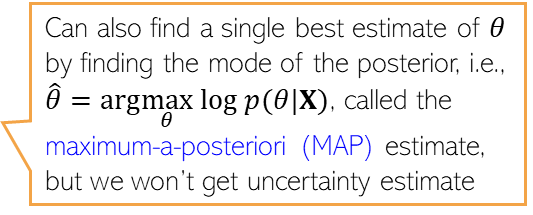 Can also find a single best estimate of θ
by finding the mode of the posterior, i.e.,
θ̂ = argmax log p(θ|X), called the
θ
maximum-a-posteriori (MAP) estimate,
but we won't get uncertainty estimate